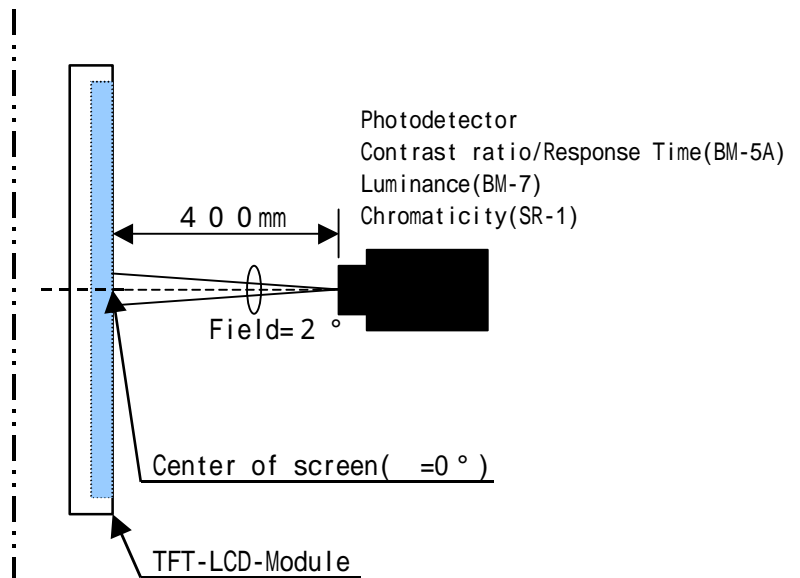 Photodetector
Contrast ratio/Response Time(BM-5A)
Luminance(BM-7)
Chromaticity(SR-1)
４００mm
Field=２°
Center of screen(　=0°)
TFT-LCD-Module